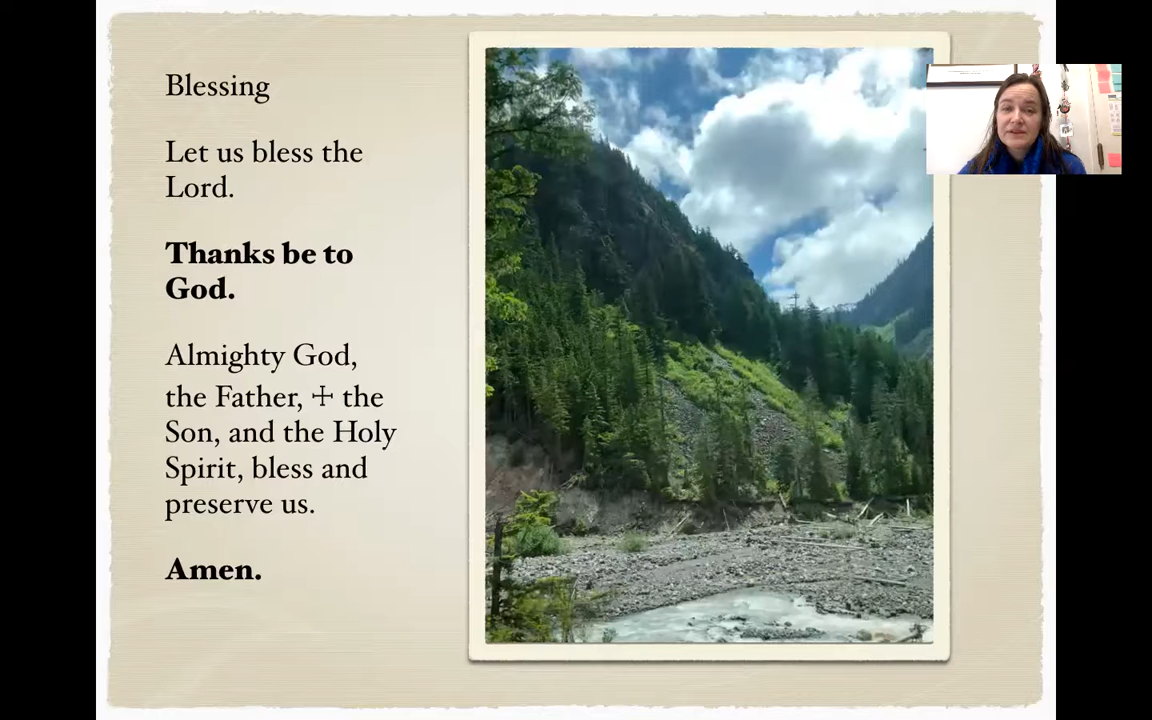 Blessing
Let us bless the
Lord.
Thanks be to
God.
Almighty God,
the Father, ☩ the
Son, and the Holy
Spirit, bless and
preserve us.
Amen.